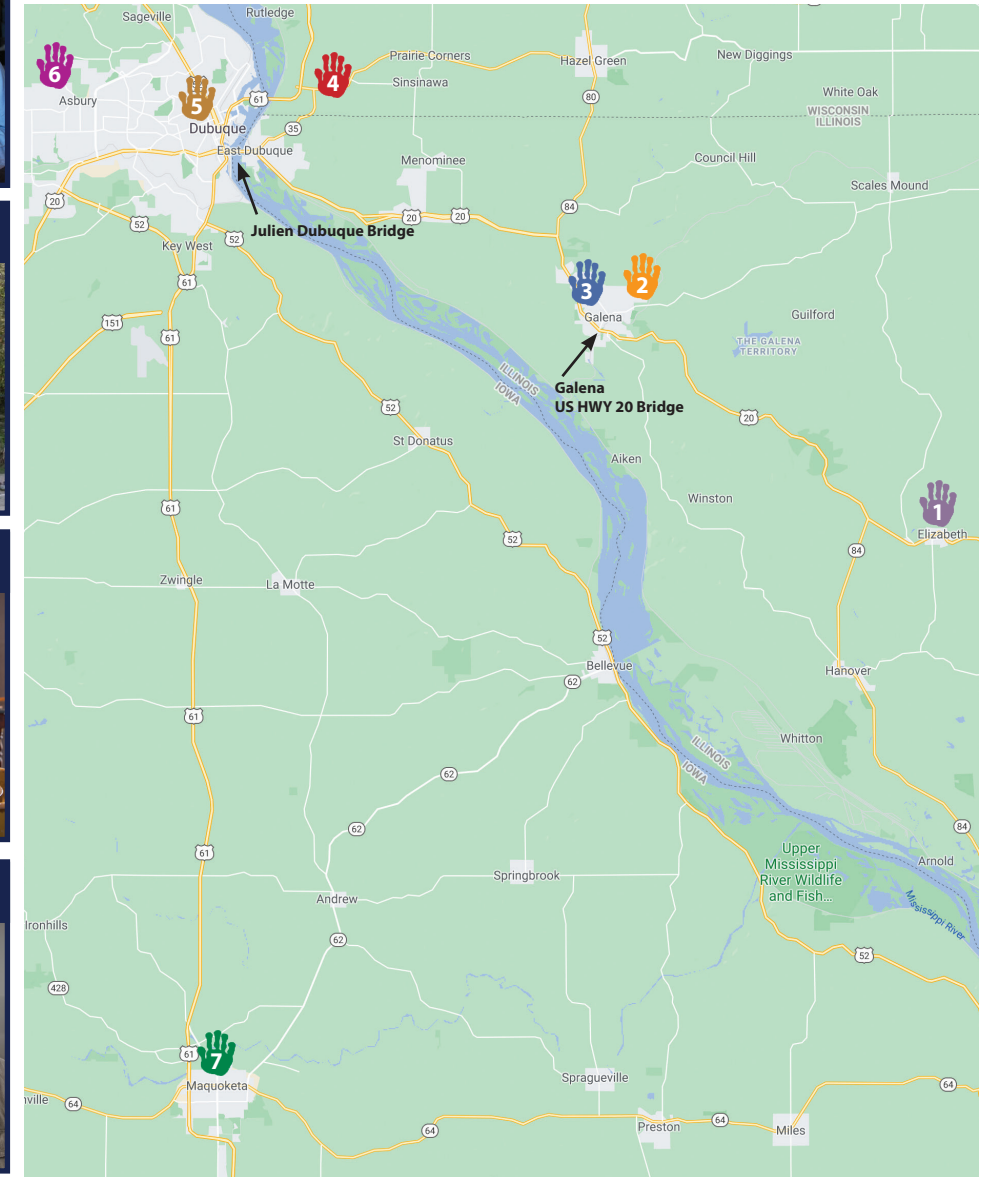 Sageville
Rutledge
6
Asbury
5
Dubuque
61
4
Prairie Corners
Sinsinawa
Hazel Green
80
New Diggings
White Oak
WISCONSIN
ILLINOIS
35
East Dubuque
Menominee
Council Hill
Scales Mound
20
52
Key West
52
Julien Dubuque Bridge
20
20
84
61
151
61
3
2
Galena
Guilford
THE GALENA
TERRITORY
Galena
US HWY 20 Bridge
ILLINOIS
IOWA
52
20
St Donatus
Aiken
Winston
1
Elizabeth
61
52
84
Zwingle
La Motte
52
Bellevue
62
Hanover
61
ILLINOIS
IOWA
Whitton
62
62
61
84
Upper
Mississippi
River Wildlife
and Fish...
Arnold
Springbrook
Mississippi River
Andrew
Ironhills
62
52
428
61
7
Maquoketa
Spragueville
64
nville
64
64
Preston
64
Miles